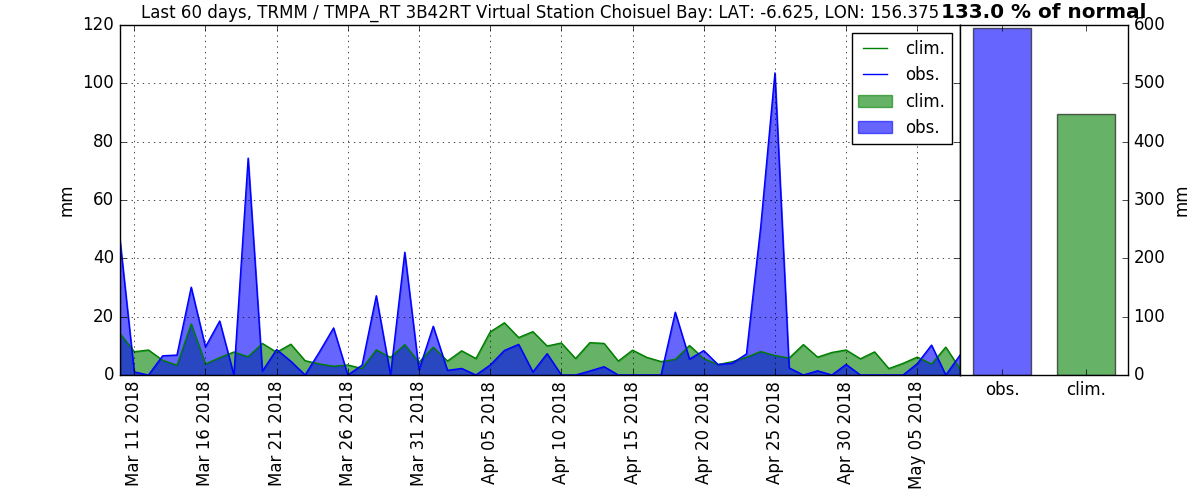 Last 60 days, TRMM / TMPA_RT 3B42RT Virtual Station Choisuel Bay: LAT: -6.625, LON: 156.375
133.0 % of normal
120
100
80
60
40
20
0
mm
clim.
obs.
clim.
obs.
600
500
400
300
200
100
0
mm
Mar 11 2018
Mar 16 2018
Mar 21 2018
Mar 26 2018
Mar 31 2018
Apr 05 2018
Apr 10 2018
Apr 15 2018
Apr 20 2018
Apr 25 2018
Apr 30 2018
May 05 2018
obs.
clim.